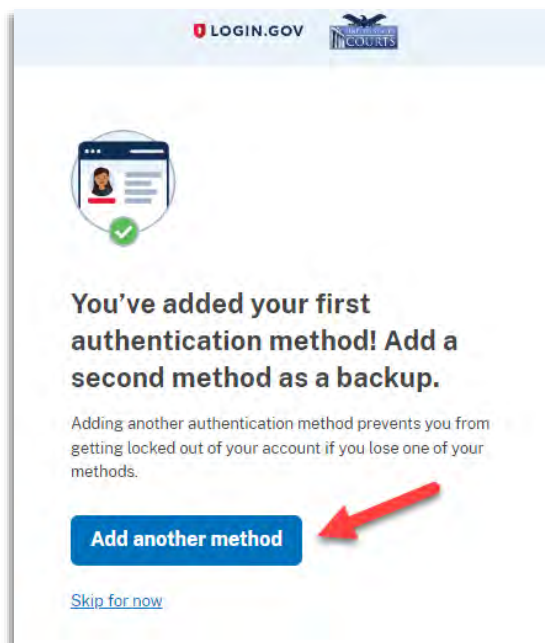 LOGIN.GOV
COURTS
You’ve added your first
authentication method! Add a
second method as a backup.
Adding another authentication method prevents you from
getting locked out of your account if you lose one of your
methods.
Add another method
Skip for now